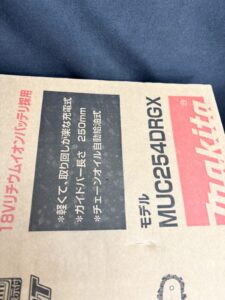 makita
モデル
MUC254DRGX
*軽くて、取り回しが楽な充電式
*ガイドバー長さ 250mm
*チェーンオイル自動給油式
18Vリチウムイオンバッテリ採用